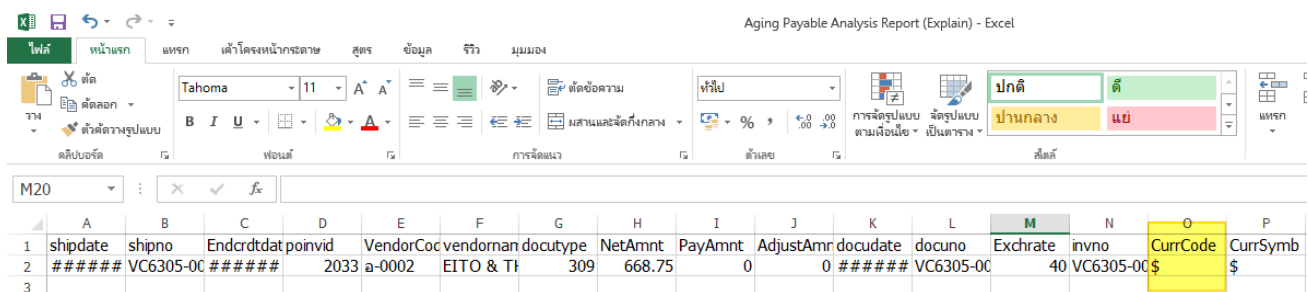 Aging Payable Analysis Report (Explain) - Excel
ไฟล์ หน้าแรก แทรก เค้าโครงหน้ากระดาษ สูตร ข้อมูล รีวิว มุมมอง
วาง
ตัด
คัดลอก
ตัวคัดวางรูปแบบ
คลิปบอร์ด
Tahoma 11
B I U
ฟอนต์
ตัดข้อความ
ผสานและจัดกึ่งกลาง
การจัดแนว
ทั่วไป
% ,
ตัวเลข
การจัดรูปแบบ
ตามเงื่อนไข
จัดรูปแบบ
เป็นตาราง
ปกติ ดี
ปานกลาง แย่
สไตล์
แทรก
M20 fx
A B C D E F G H I J K L M N O P
1 shipdate shipno Endcrdtdat poinvid VendorCod vendornam docutype NetAmnt PayAmnt AdjustAmn docudate docuno Exchrate invno CurrCode CurrSymb
2 ###### VC6305-00 ###### 2033 อ-0002 EITO & TH 309 668.75 0 0 ###### VC6305-00 40 VC6305-00 $ $
3